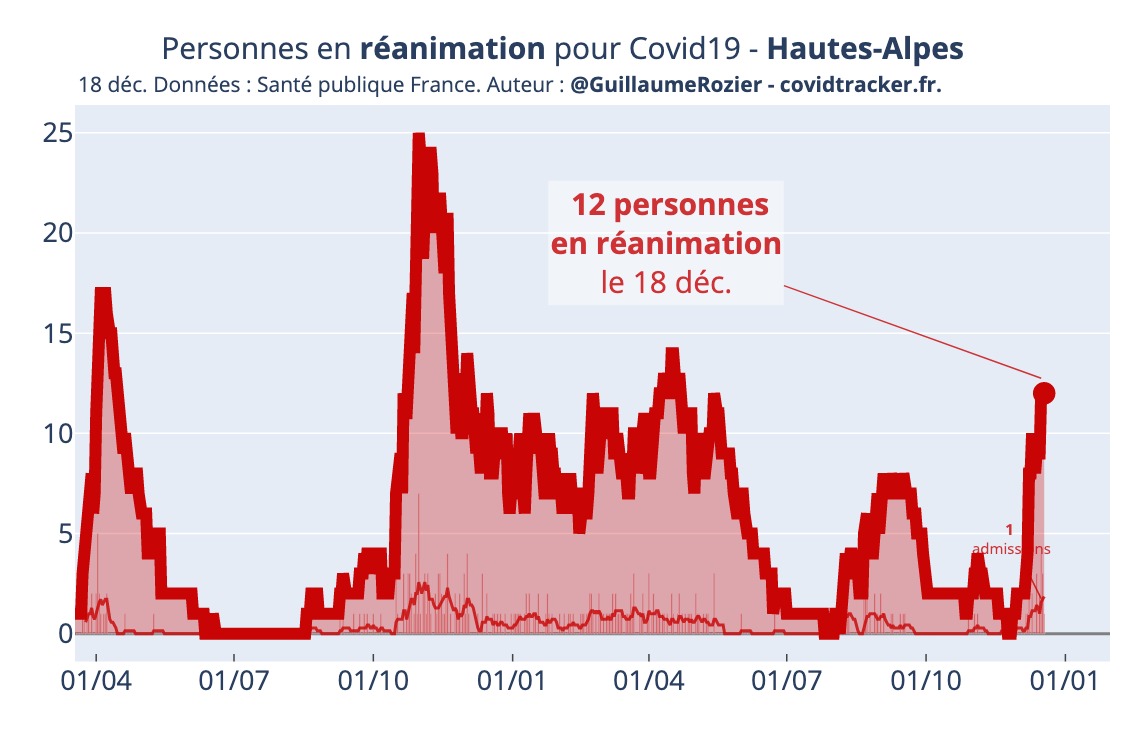 Personnes en réanimation pour Covid19 - Hautes-Alpes
18 déc. Données : Santé publique France. Auteur : @GuillaumeRozier - covidtracker.fr.
25
20
15
10
5
0
12 personnes
en réanimation
le 18 déc.
1
admissions
01/04 01/07 01/10 01/01 01/04 01/07 01/10 01/01